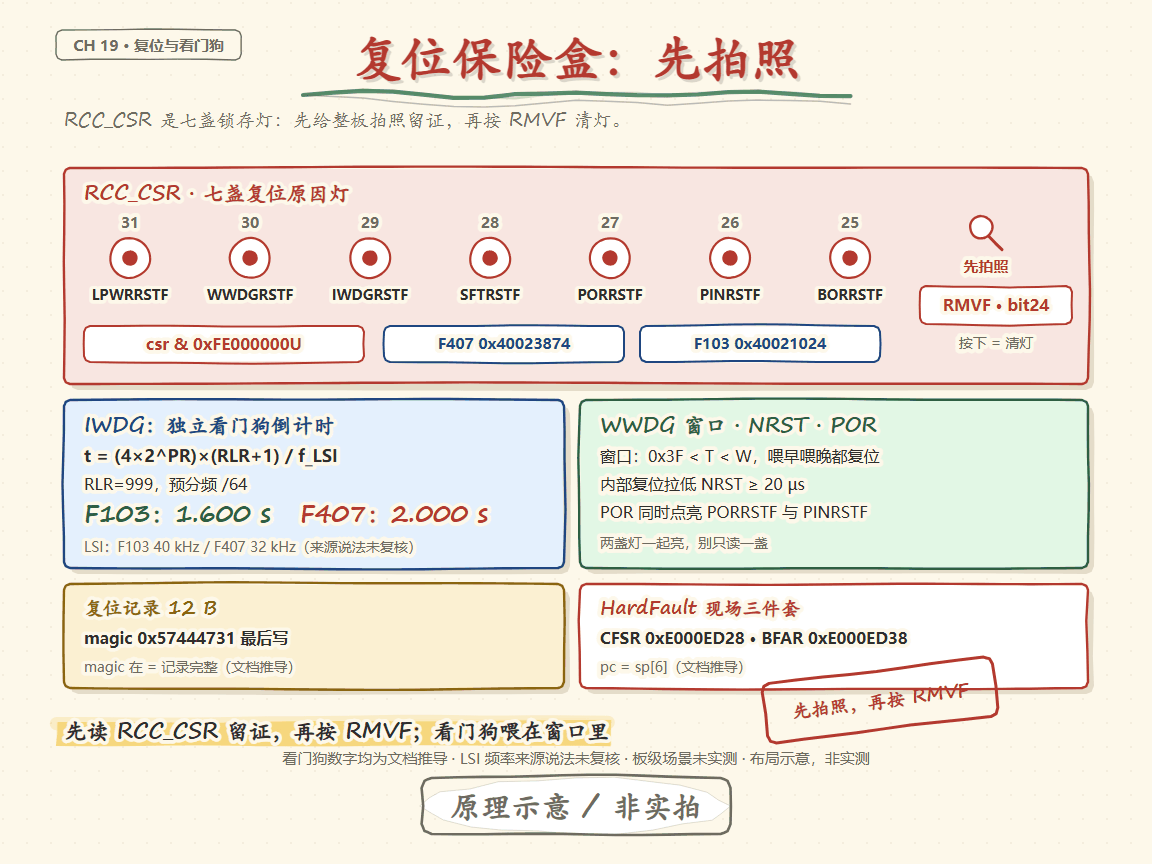 CH 19 • 复位与看门狗
复位保险盒：先拍照
RCC_CSR 是七盏锁存灯：先给整板拍照留证，再按 RMVF 清灯。
RCC_CSR · 七盏复位原因灯
31 30 29 28 27 26 25
LPWRRSTF WWDGRSTF IWDGRSTF SFTRSTF PORRSTF PINRSTF BORRSTF
先拍照
RMVF • bit24
按下 = 清灯
csr & 0xFE000000U
F407 0x40023874
F103 0x40021024
IWDG：独立看门狗倒计时
t = (4×2^PR)×(RLR+1) / f_LSI
RLR=999，预分频 /64
F103：1.600 s F407：2.000 s
LSI：F103 40 kHz / F407 32 kHz（来源说法未复核）
WWDG 窗口 · NRST · POR
窗口：0x3F < T < W，喂早喂晚都复位
内部复位拉低 NRST ≥ 20 µs
POR 同时点亮 PORRSTF 与 PINRSTF
两盏灯一起亮，别只读一盏
复位记录 12 B
magic 0x57444731 最后写
magic 在 = 记录完整（文档推导）
HardFault 现场三件套
CFSR 0xE000ED28 • BFAR 0xE000ED38
pc = sp[6]（文档推导）
先拍照，再按 RMVF
先读 RCC_CSR 留证，再按 RMVF；看门狗喂在窗口里
看门狗数字均为文档推导 · LSI 频率来源说法未复核 · 板级场景未实测 · 布局示意，非实测
原理示意 / 非实拍